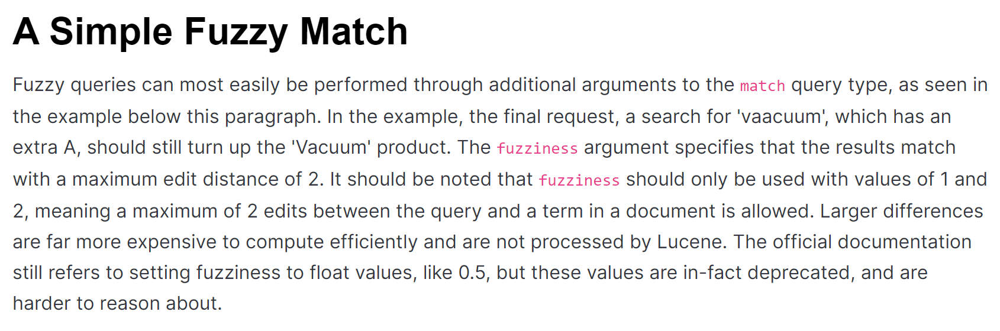 A Simple Fuzzy Match
Fuzzy queries can most easily be performed through additional arguments to the match query type, as seen in
the example below this paragraph. In the example, the final request, a search for 'vaacuum', which has an
extra A, should still turn up the 'Vacuum' product. The fuzziness argument specifies that the results match
with a maximum edit distance of 2. It should be noted that fuzziness should only be used with values of 1 and
2, meaning a maximum of 2 edits between the query and a term in a document is allowed. Larger differences
are far more expensive to compute efficiently and are not processed by Lucene. The official documentation
still refers to setting fuzziness to float values, like 0.5, but these values are in-fact deprecated, and are
harder to reason about.